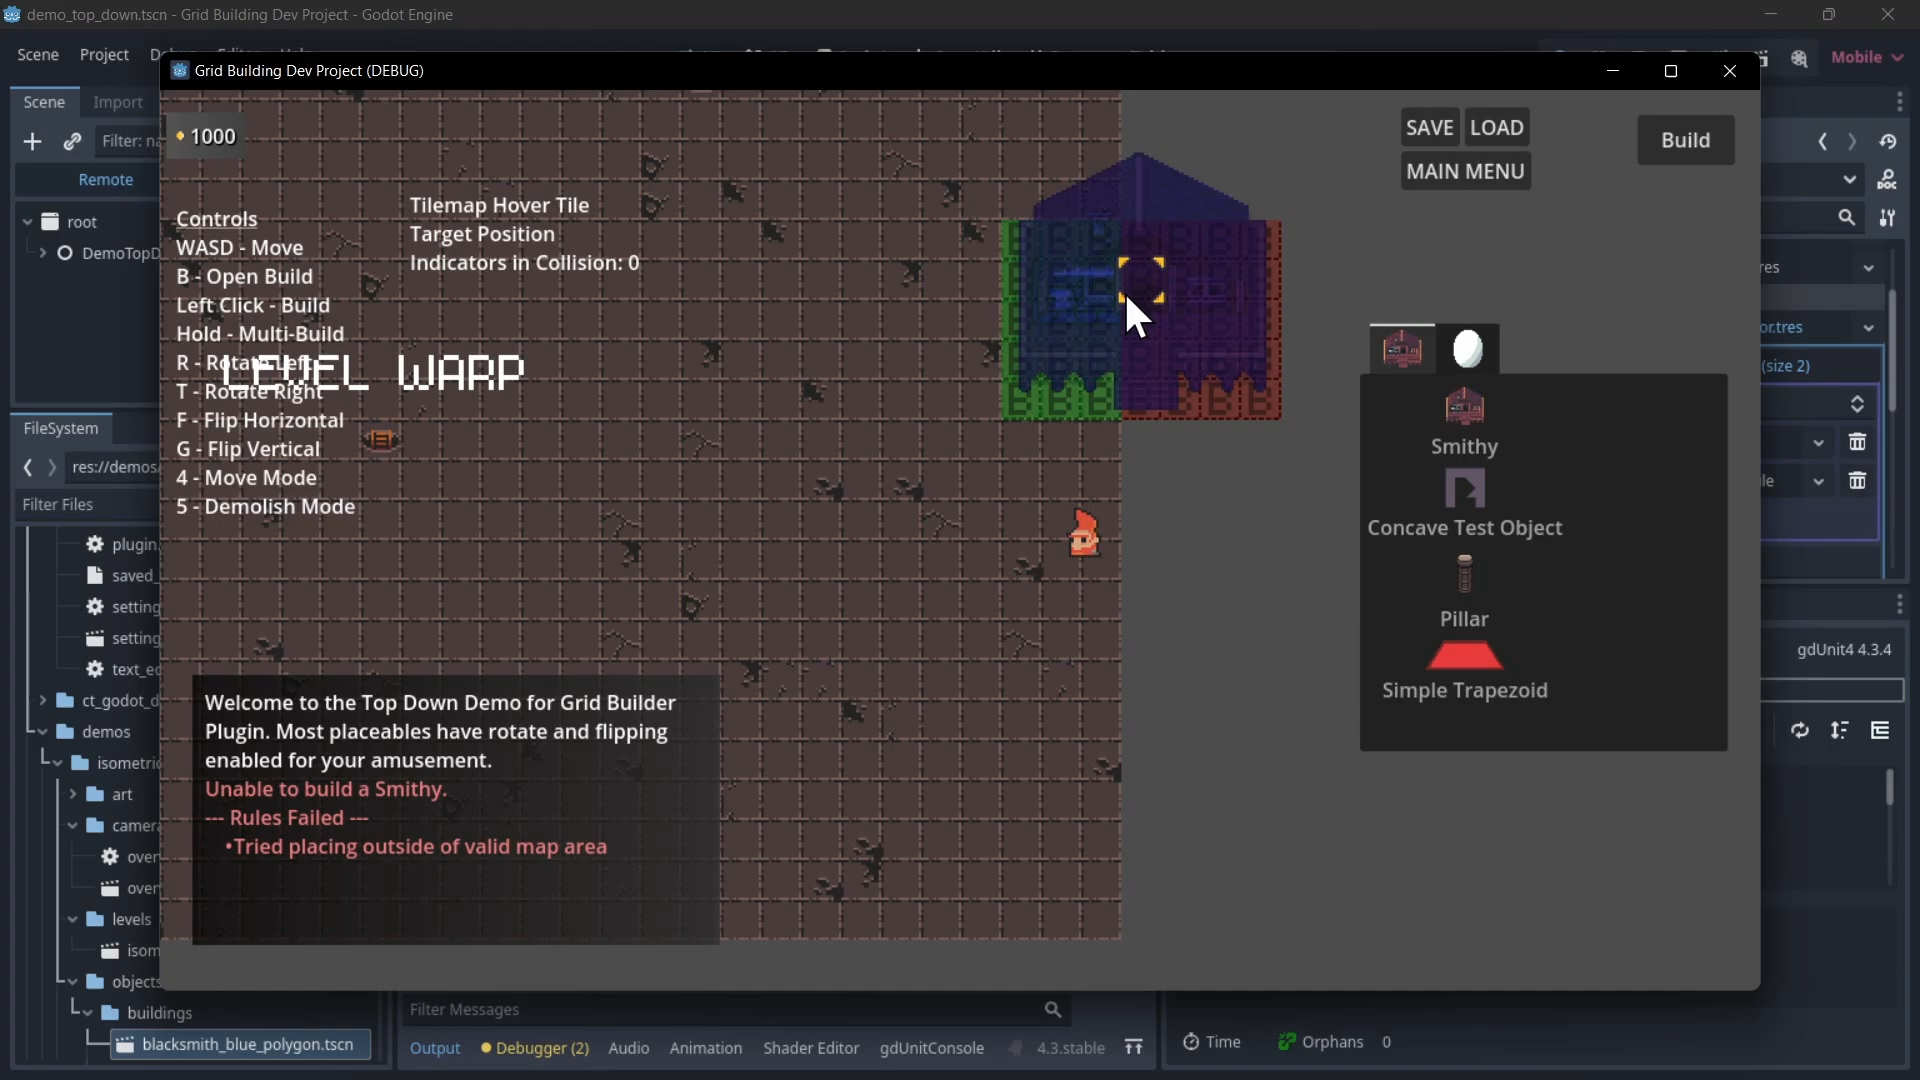 demo_top_down.tscn - Grid Building Dev Project - Godot Engine
Scene Project
Mobile
Grid Building Dev Project (DEBUG)
Scene Import
Filter: na
Remote
root
DemoTopD
1000
SAVE LOAD
MAIN MENU
Build
Controls
WASD - Move
B - Open Build
Left Click - Build
Hold - Multi-Build
R - Rotate Left
T - Rotate Right
F - Flip Horizontal
G - Flip Vertical
4 - Move Mode
5 - Demolish Mode
Tilemap Hover Tile
Target Position
Indicators in Collision: 0
LEVEL WARP
Smithy
Concave Test Object
Pillar
Simple Trapezoid
res
or.tres
(size 2)
le
gdUnit4 4.3.4
Welcome to the Top Down Demo for Grid Builder
Plugin. Most placeables have rotate and flipping
enabled for your amusement.
Unable to build a Smithy.
--- Rules Failed ---
•Tried placing outside of valid map area
FileSystem
res://demos/
Filter Files
plugin.
saved_
setting
setting
text_ed
ct_godot_d
demos
isometric
art
camera
over
over
levels
isom
objects
buildings
blacksmith_blue_polygon.tscn
Filter Messages
Output Debugger (2) Audio Animation Shader Editor gdUnitConsole 4.3.stable
Time Orphans 0